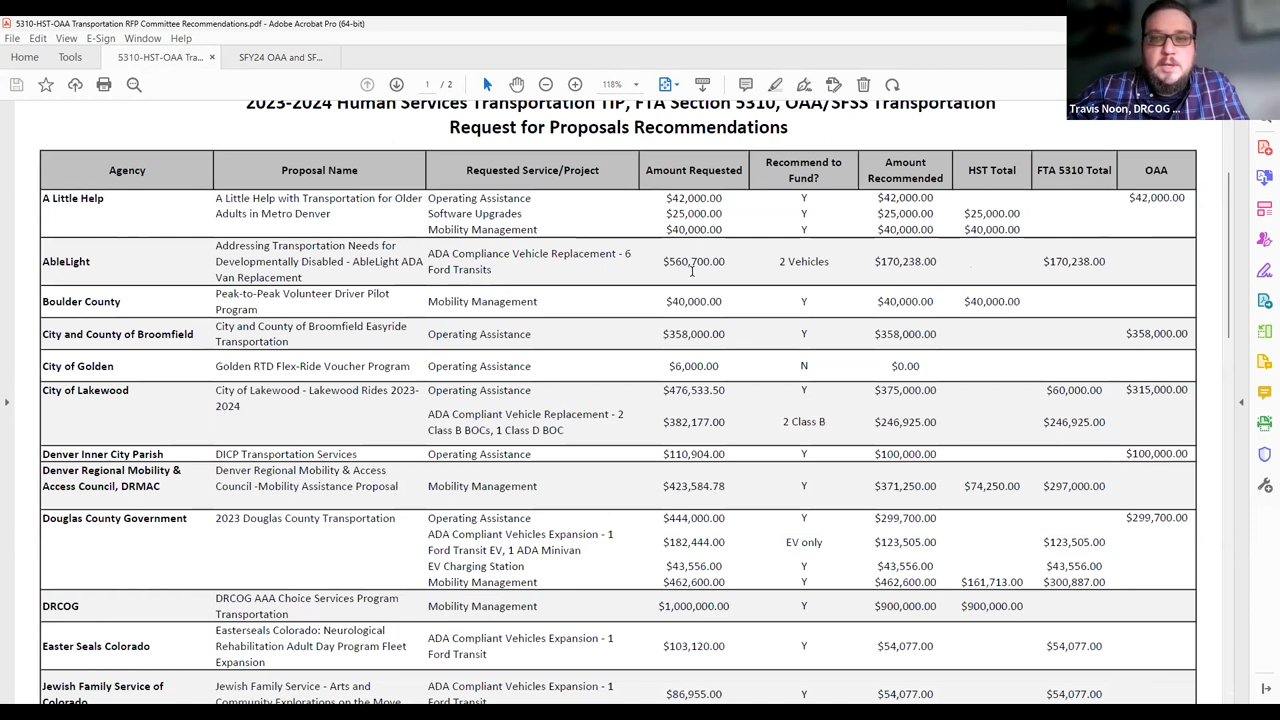 5310-HST-OAA Transportation RFP Committee Recommendations.pdf - Adobe Acrobat Pro (64-bit)
File Edit View E-Sign Window Help
Home Tools 5310-HST-OAA Tra... × SFY24 OAA and SF...
1 / 2 118%
Travis Noon, DRCOG ...
2023-2024 Human Services Transportation TIP, FTA Section 5310, OAA/SFSS Transportation
Request for Proposals Recommendations
Agency Proposal Name Requested Service/Project Amount Requested Recommend to Fund? Amount Recommended HST Total FTA 5310 Total OAA
A Little Help A Little Help with Transportation for Older Operating Assistance $42,000.00 Y $42,000.00 $42,000.00
Adults in Metro Denver Software Upgrades $25,000.00 Y $25,000.00 $25,000.00
Mobility Management $40,000.00 Y $40,000.00 $40,000.00
Addressing Transportation Needs for
AbleLight Developmentally Disabled - AbleLight ADA ADA Compliance Vehicle Replacement - 6 $560,700.00 2 Vehicles $170,238.00 $170,238.00
Van Replacement Ford Transits
Boulder County Peak-to-Peak Volunteer Driver Pilot Mobility Management $40,000.00 Y $40,000.00 $40,000.00
Program
City and County of Broomfield City and County of Broomfield Easyride Operating Assistance $358,000.00 Y $358,000.00 $358,000.00
Transportation
City of Golden Golden RTD Flex-Ride Voucher Program Operating Assistance $6,000.00 N $0.00
City of Lakewood City of Lakewood - Lakewood Rides 2023- Operating Assistance $476,533.50 Y $375,000.00 $60,000.00 $315,000.00
2024
ADA Compliant Vehicle Replacement - 2 $382,177.00 2 Class B $246,925.00 $246,925.00
Class B BOCs, 1 Class D BOC
Denver Inner City Parish DICP Transportation Services Operating Assistance $110,904.00 Y $100,000.00 $100,000.00
Denver Regional Mobility & Denver Regional Mobility & Access
Access Council, DRMAC Council -Mobility Assistance Proposal Mobility Management $423,584.78 Y $371,250.00 $74,250.00 $297,000.00
Douglas County Government 2023 Douglas County Transportation Operating Assistance $444,000.00 Y $299,700.00 $299,700.00
ADA Compliant Vehicles Expansion - 1 $182,444.00 EV only $123,505.00 $123,505.00
Ford Transit EV, 1 ADA Minivan
EV Charging Station $43,556.00 Y $43,556.00 $43,556.00
Mobility Management $462,600.00 Y $462,600.00 $161,713.00 $300,887.00
DRCOG DRCOG AAA Choice Services Program Mobility Management $1,000,000.00 Y $900,000.00 $900,000.00
Transportation
Easterseals Colorado: Neurological
Easter Seals Colorado Rehabilitation Adult Day Program Fleet ADA Compliant Vehicles Expansion - 1 $103,120.00 Y $54,077.00 $54,077.00
Expansion Ford Transit
Jewish Family Service of Jewish Family Service - Arts and ADA Compliant Vehicles Expansion - 1 $86,955.00 Y $54,077.00 $54,077.00
Colorado Community Explorations on the Move Ford Transit